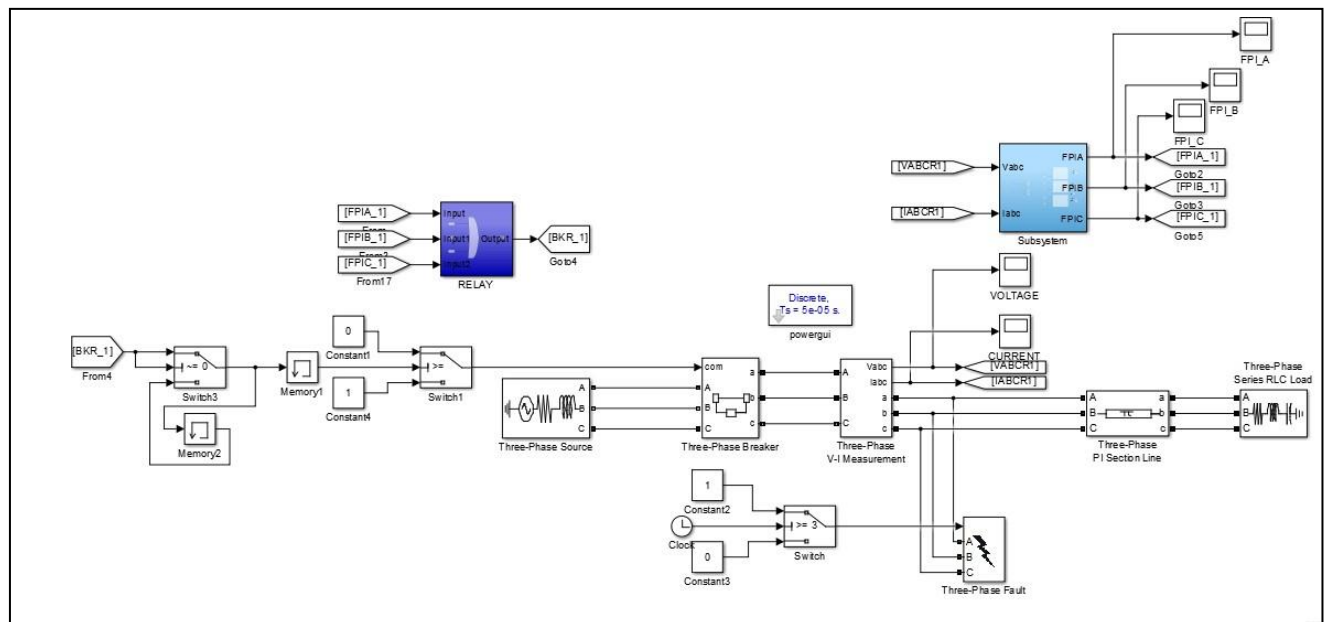 FPI_A
FPI_B
FPI_C
[VABCR1]
Vabc
FPIA
[FPIA_1]
Goto2
FPIB
[FPIB_1]
Goto3
[IABCR1]
Iabc
FPIC
[FPIC_1]
Goto5
Subsystem
[FPIA_1]
Input
[FPIB_1]
Input1
Output
[BKR_1]
Goto4
[FPIC_1]
Input2
From17
RELAY
VOLTAGE
Discrete,
Ts = 5e-05 s.
powergui
CURRENT
[VABCR1]
[IABCR1]
[BKR_1]
From4
~= 0
Switch3
Memory1
Memory2
0
Constant1
1
Constant4
>=
Switch1
A
B
C
Three-Phase Source
com
A
B
C
a
b
c
Three-Phase Breaker
A
B
C
Vabc
Iabc
a
b
c
Three-Phase
V-I Measurement
A
B
C
a
b
c
Three-Phase
PI Section Line
Three-Phase
Series RLC Load
A
B
C
1
Constant2
Clock
0
Constant3
>= 3
Switch
A
B
C
Three-Phase Fault